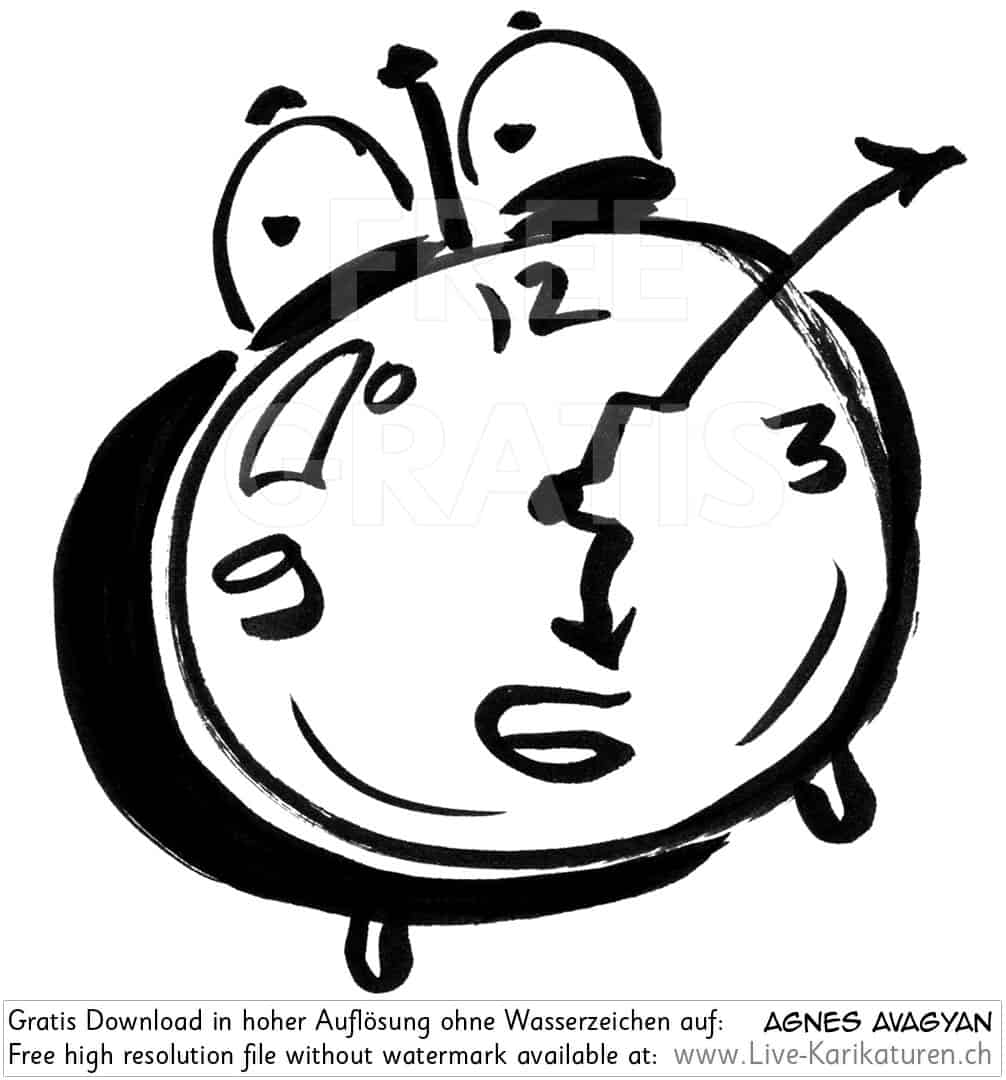 FREE
12
10
GRATIS
3
9
6
Gratis Download in hoher Auflösung ohne Wasserzeichen auf: AGNES AVAGYAN
Free high resolution file without watermark available at: www.Live-Karikaturen.ch